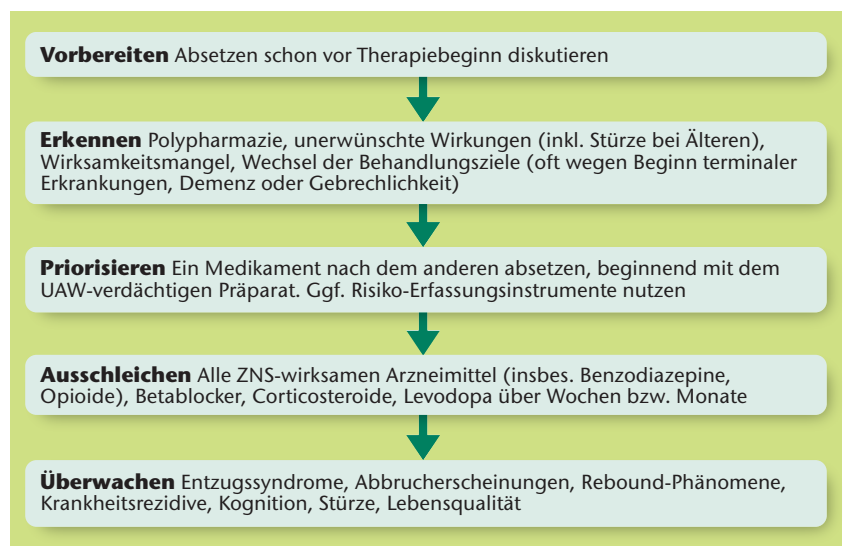 Vorbereiten Absetzen schon vor Therapiebeginn diskutieren
Erkennen Polypharmazie, unerwünschte Wirkungen (inkl. Stürze bei Älteren),
Wirksamkeitsmangel, Wechsel der Behandlungsziele (oft wegen Beginn terminaler
Erkrankungen, Demenz oder Gebrechlichkeit)
Priorisieren Ein Medikament nach dem anderen absetzen, beginnend mit dem
UAW-verdächtigen Präparat. Ggf. Risiko-Erfassungsinstrumente nutzen
Ausschleichen Alle ZNS-wirksamen Arzneimittel (insbes. Benzodiazepine,
Opioide), Betablocker, Corticosteroide, Levodopa über Wochen bzw. Monate
Überwachen Entzugssyndrome, Abbrucherscheinungen, Rebound-Phänomene,
Krankheitsrezidive, Kognition, Stürze, Lebensqualität